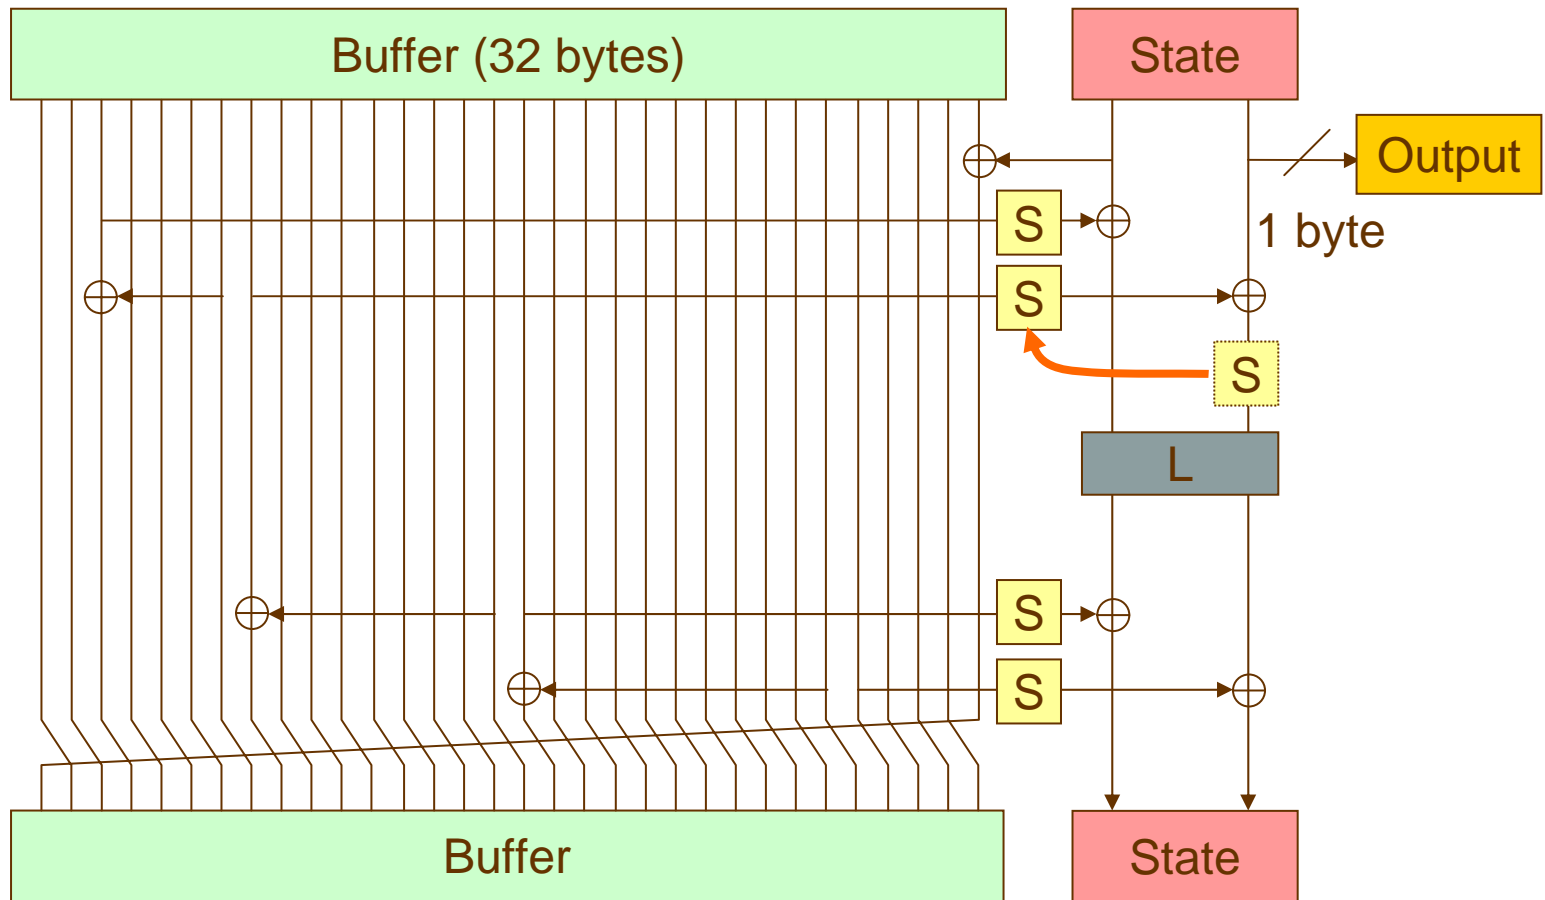 Buffer (32 bytes)
State
Output
S
1 byte
S
S
L
S
S
Buffer
State